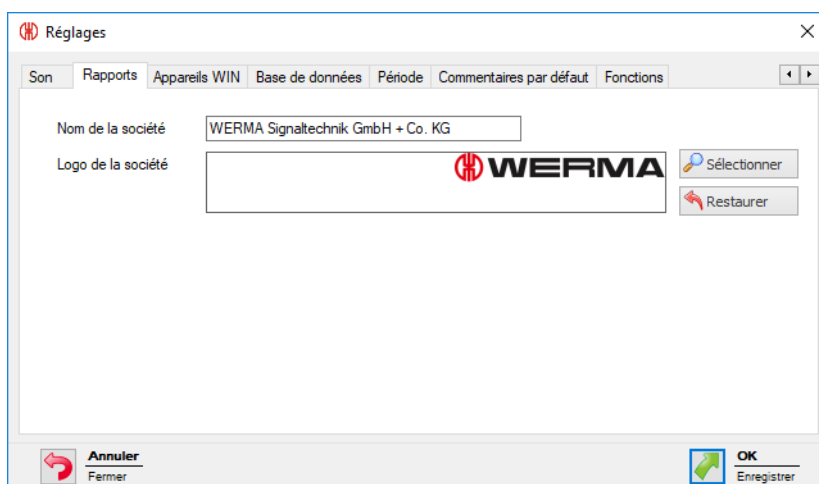 Réglages
Son Rapports Appareils WIN Base de données Période Commentaires par défaut Fonctions
Nom de la société WERMA Signaltechnik GmbH + Co. KG
Logo de la société WERMA Sélectionner
Restaurer
Annuler OK
Fermer Enregistrer